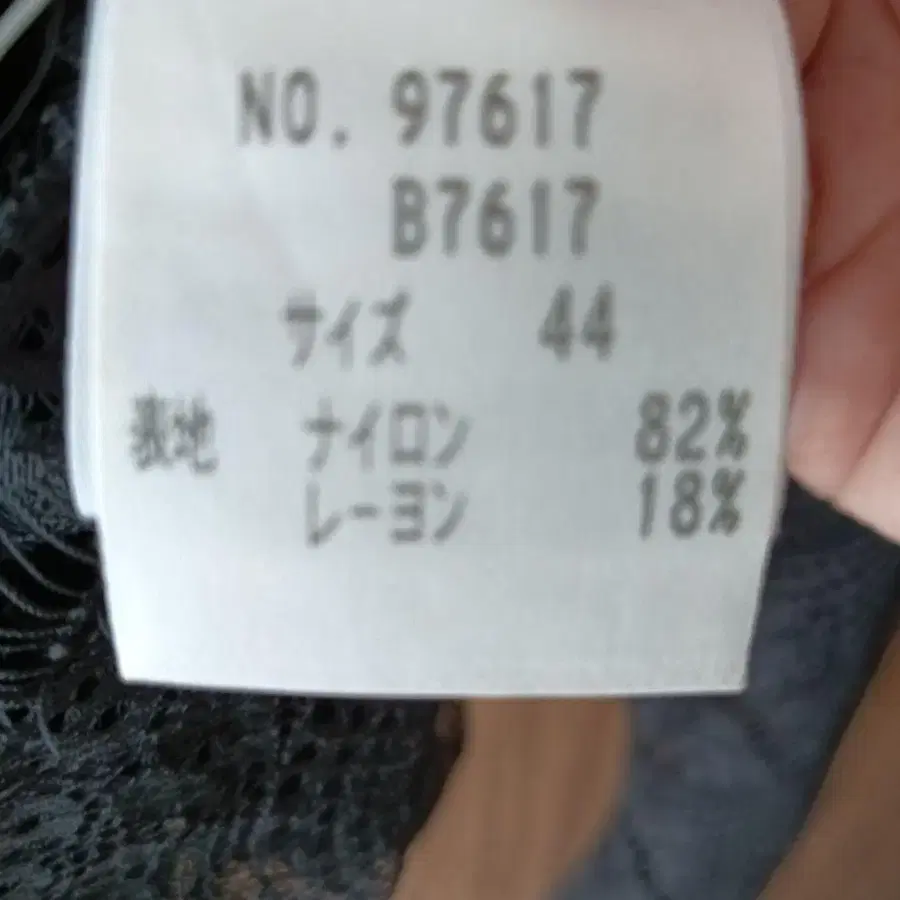 NO. 97617
B7617
サイズ 44
表地 ナイロン 82%
レーヨン 18%